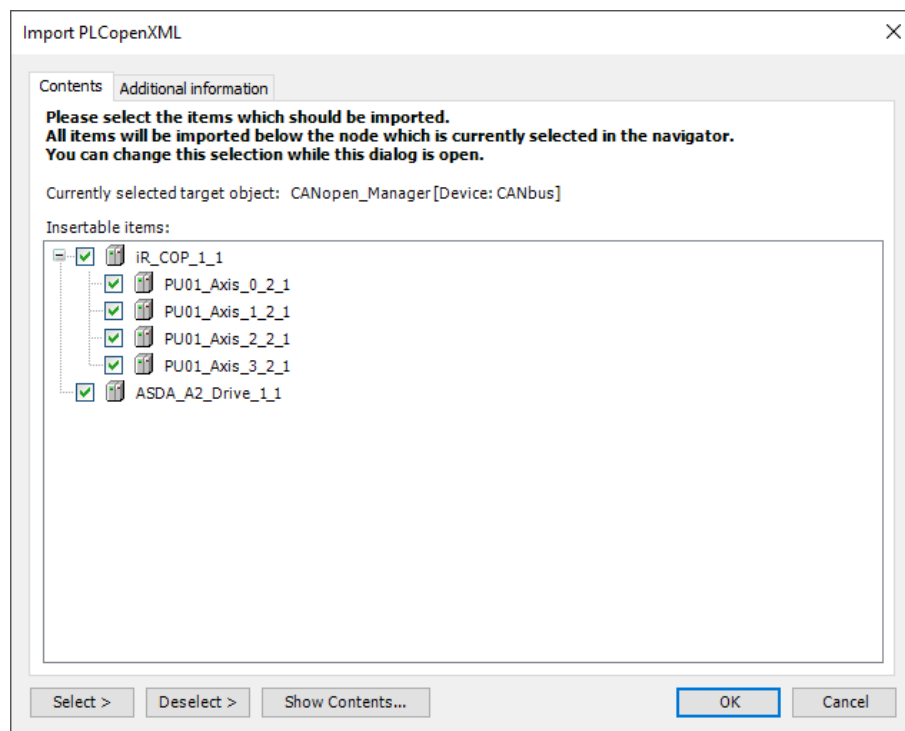 Import PLCopenXML
Contents
Additional information
Please select the items which should be imported.
All items will be imported below the node which is currently selected in the navigator.
You can change this selection while this dialog is open.
Currently selected target object: CANopen_Manager [Device: CANbus]
Insertable items:
iR_COP_1_1
PU01_Axis_0_2_1
PU01_Axis_1_2_1
PU01_Axis_2_2_1
PU01_Axis_3_2_1
ASDA_A2_Drive_1_1
Select >
Deselect >
Show Contents...
OK
Cancel